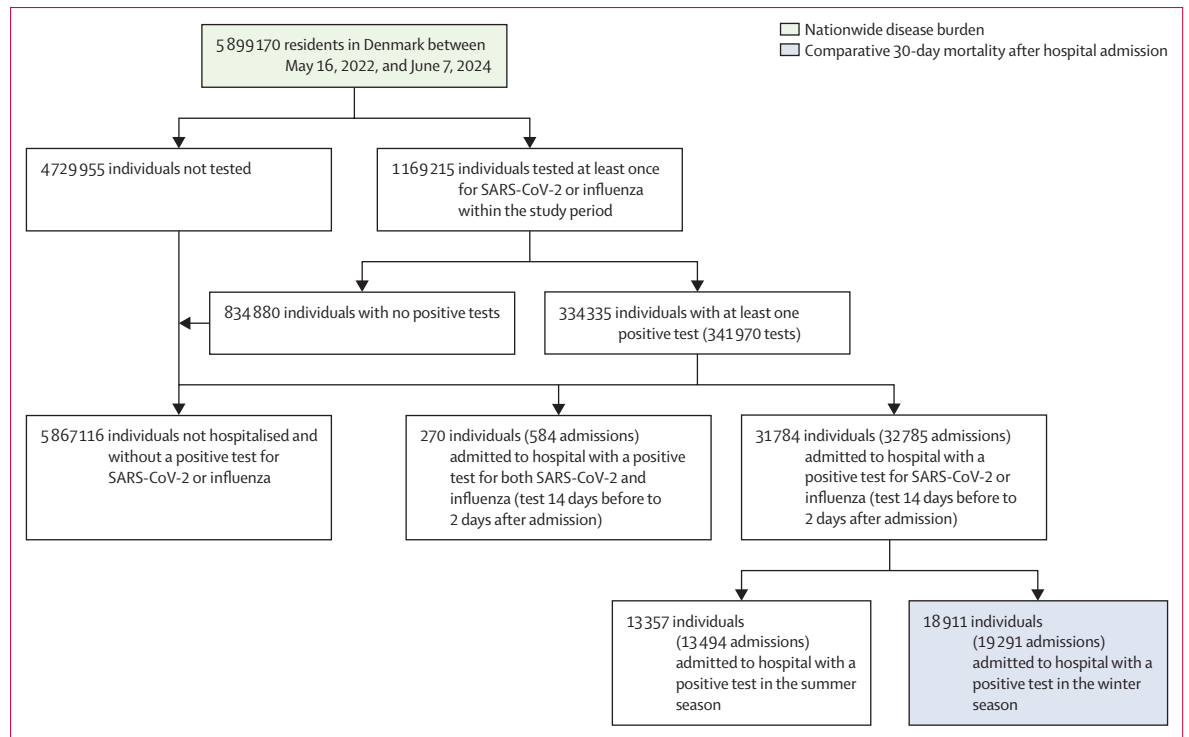 5 899 170 residents in Denmark between
May 16, 2022, and June 7, 2024
Nationwide disease burden
Comparative 30-day mortality after hospital admission
4 729 955 individuals not tested
1 169 215 individuals tested at least once
for SARS-CoV-2 or influenza
within the study period
834 880 individuals with no positive tests
334 335 individuals with at least one
positive test (341 970 tests)
5 867 116 individuals not hospitalised and
without a positive test for
SARS-CoV-2 or influenza
270 individuals (584 admissions)
admitted to hospital with a positive
test for both SARS-CoV-2 and
influenza (test 14 days before to
2 days after admission)
31 784 individuals (32 785 admissions)
admitted to hospital with a
positive test for SARS-CoV-2 or
influenza (test 14 days before to
2 days after admission)
13 357 individuals
(13 494 admissions)
admitted to hospital with a
positive test in the summer
season
18 911 individuals
(19 291 admissions)
admitted to hospital with a
positive test in the winter
season